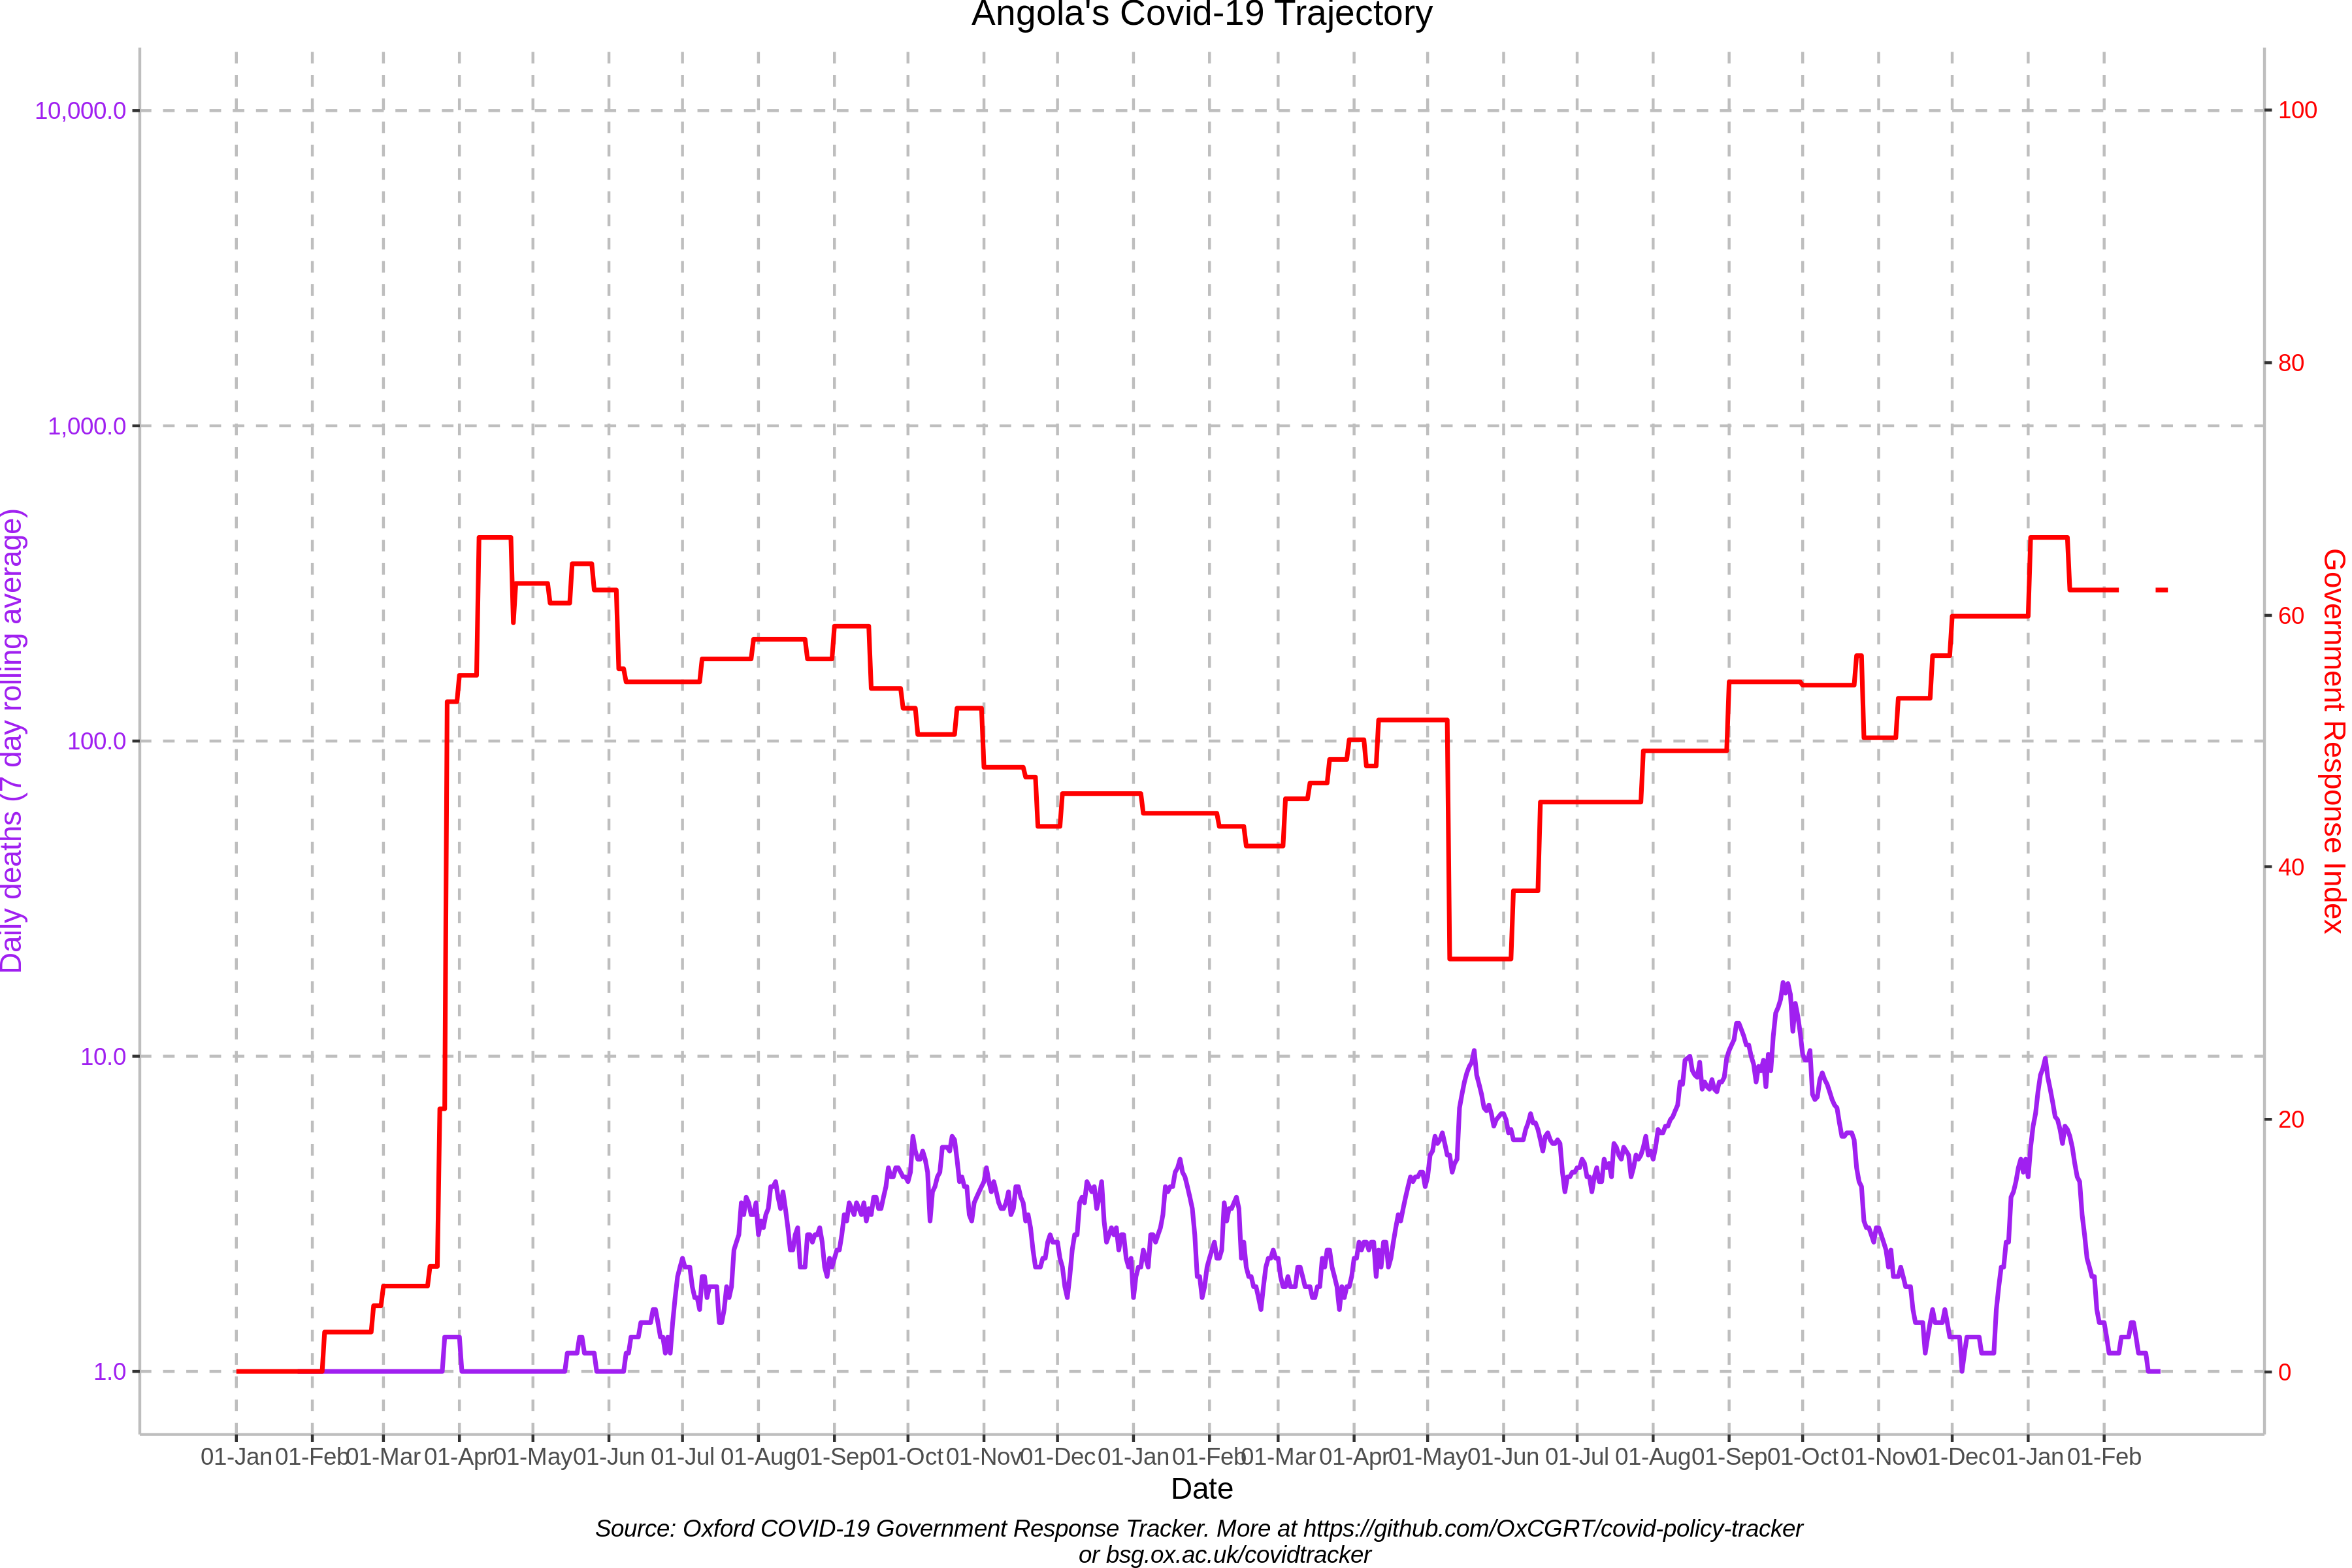 Angola's Covid-19 Trajectory
Daily deaths (7 day rolling average)
10,000.0
1,000.0
100.0
10.0
1.0
100
80
60
40
20
0
Government Response Index
01-Jan 01-Feb 01-Mar 01-Apr 01-May 01-Jun 01-Jul 01-Aug 01-Sep 01-Oct 01-Nov 01-Dec 01-Jan 01-Feb 01-Mar 01-Apr 01-May 01-Jun 01-Jul 01-Aug 01-Sep 01-Oct 01-Nov 01-Dec 01-Jan 01-Feb
Date
Source: Oxford COVID-19 Government Response Tracker. More at https://github.com/OxCGRT/covid-policy-tracker
or bsg.ox.ac.uk/covidtracker